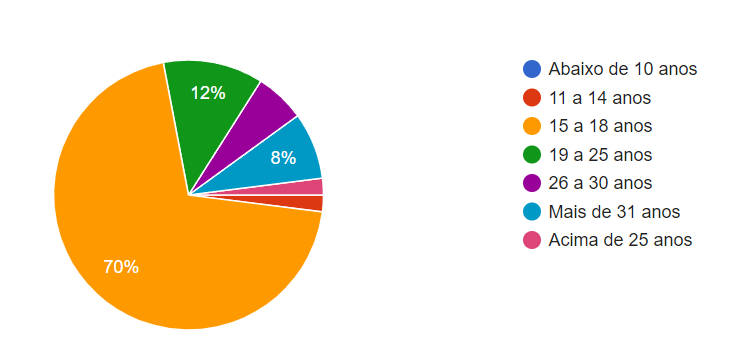 12%
8%
70%
Abaixo de 10 anos
11 a 14 anos
15 a 18 anos
19 a 25 anos
26 a 30 anos
Mais de 31 anos
Acima de 25 anos